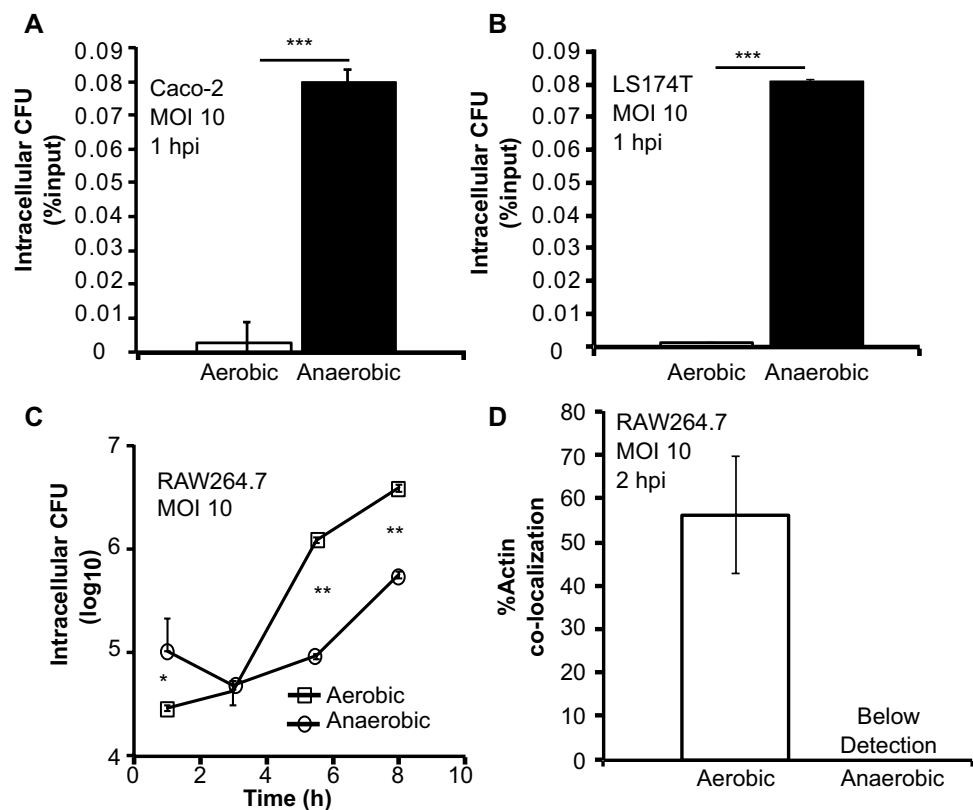 A
Intracellular CFU
(%input)
0.09
0.08
0.07
0.06
0.05
0.04
0.03
0.02
0.01
0
Caco-2
MOI 10
1 hpi
***
Aerobic
Anaerobic
B
Intracellular CFU
(%input)
0.09
0.08
0.07
0.06
0.05
0.04
0.03
0.02
0.01
0
LS174T
MOI 10
1 hpi
***
Aerobic
Anaerobic
C
Intracellular CFU
(log10)
7
6
5
4
RAW264.7
MOI 10
*
**
**
Aerobic
Anaerobic
0 2 4 6 8 10
Time (h)
D
%Actin
co-localization
80
70
60
50
40
30
20
10
0
RAW264.7
MOI 10
2 hpi
Below
Detection
Aerobic
Anaerobic